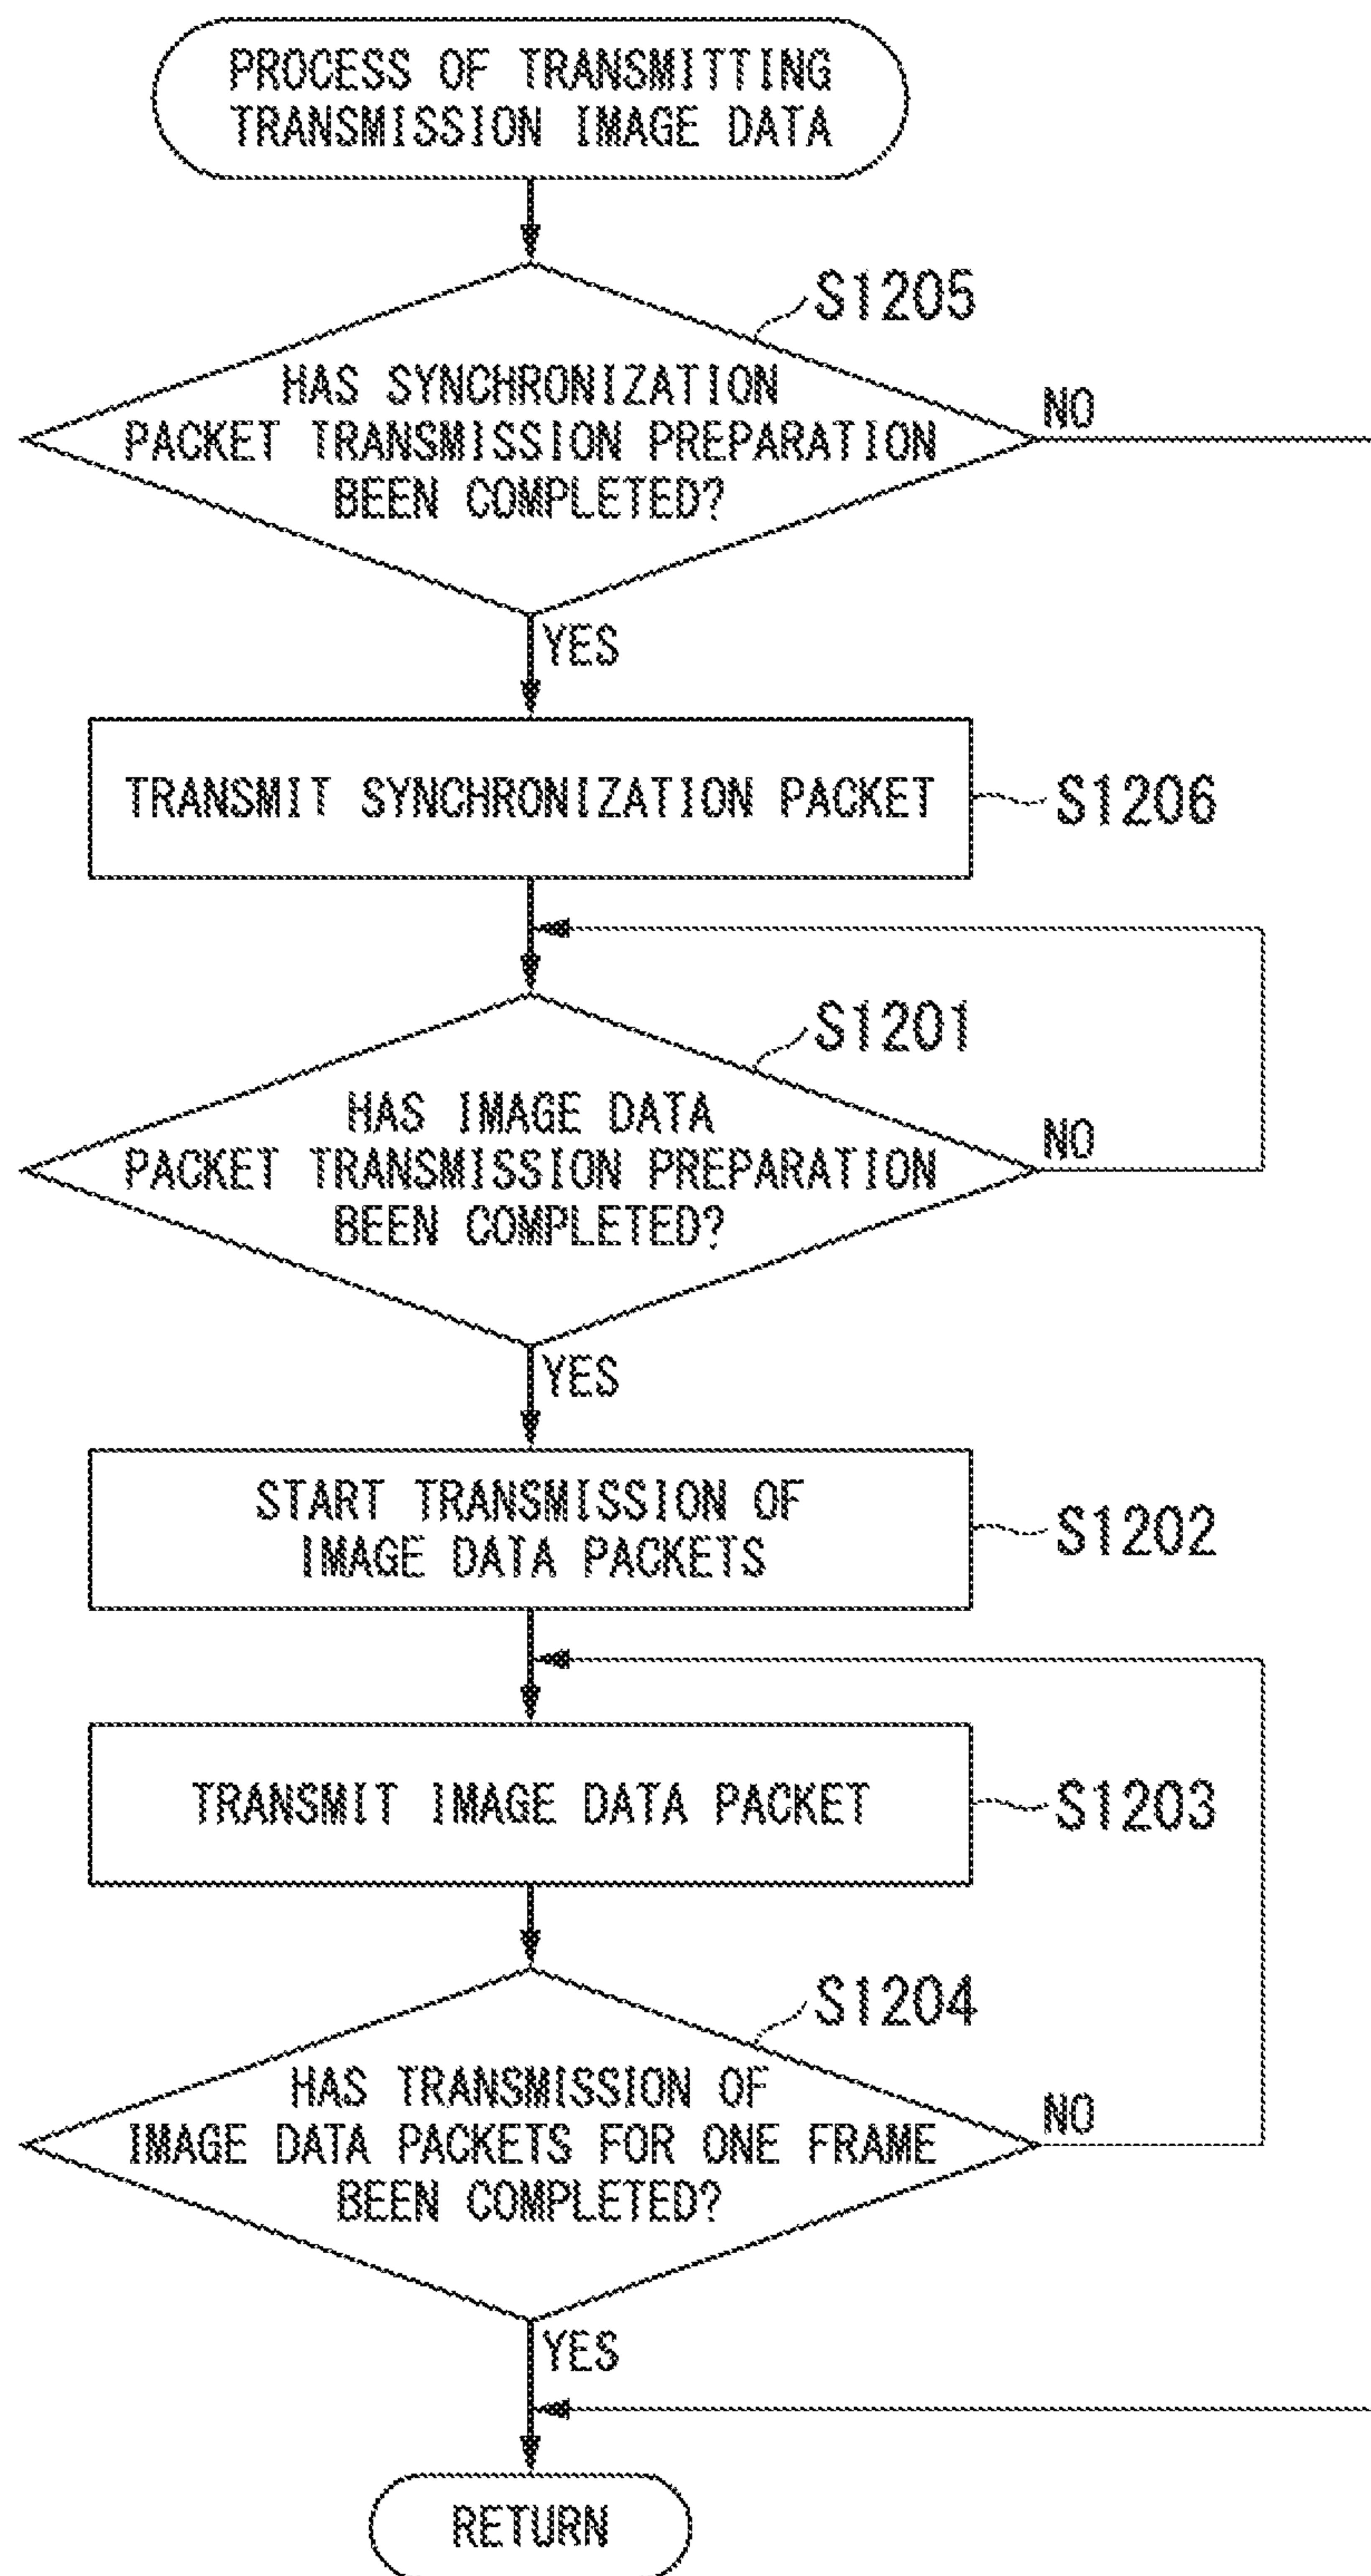 PROCESS OF TRANSMITTING
TRANSMISSION IMAGE DATA
S1205
HAS SYNCHRONIZATION
PACKET TRANSMISSION PREPARATION
BEEN COMPLETED?
NO
YES
TRANSMIT SYNCHRONIZATION PACKET
S1206
S1201
HAS IMAGE DATA
PACKET TRANSMISSION PREPARATION
BEEN COMPLETED?
NO
YES
START TRANSMISSION OF
IMAGE DATA PACKETS
S1202
TRANSMIT IMAGE DATA PACKET
S1203
S1204
HAS TRANSMISSION OF
IMAGE DATA PACKETS FOR ONE FRAME
BEEN COMPLETED?
NO
YES
RETURN